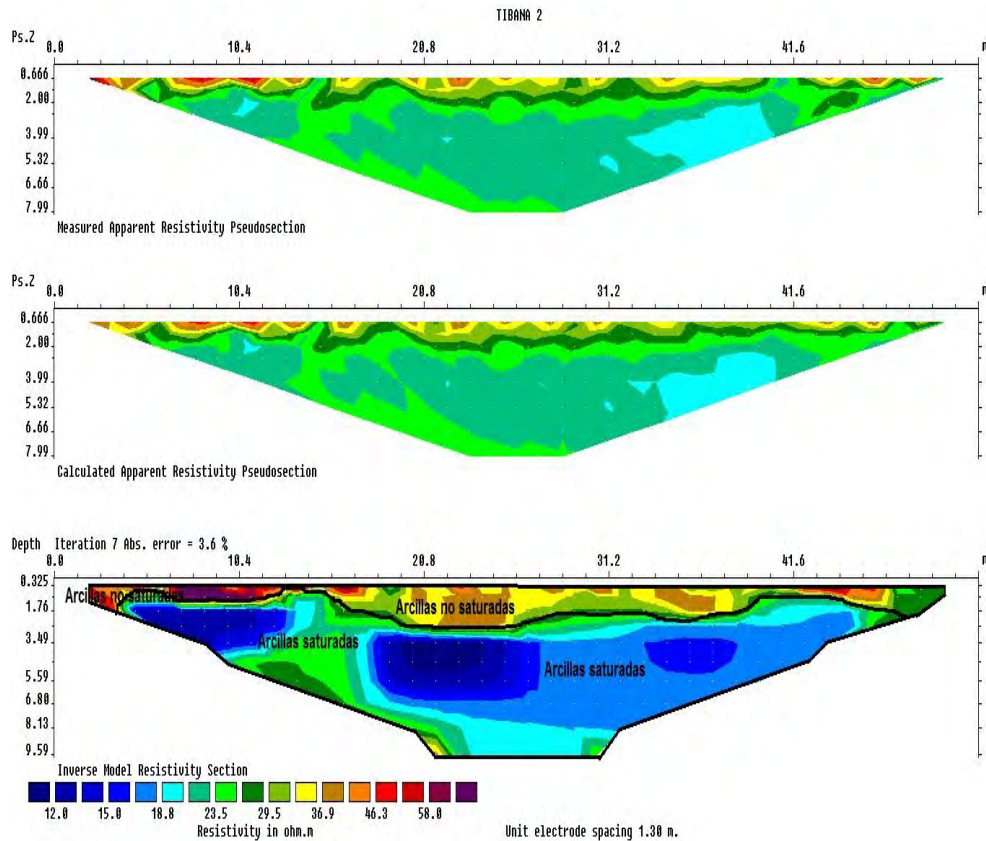 TIBANA 2
Ps.Z 0.0 10.4 20.8 31.2 41.6 m
0.666
2.00
3.99
5.32
6.66
7.99
Measured Apparent Resistivity Pseudosection
Ps.Z 0.0 10.4 20.8 31.2 41.6 m
0.666
2.00
3.99
5.32
6.66
7.99
Calculated Apparent Resistivity Pseudosection
Depth Iteration 7 Abs. error = 3.6 %
0.0 10.4 20.8 31.2 41.6 m
0.325
Arcillas no saturadas
Arcillas no saturadas
1.76
3.49
Arcillas saturadas
Arcillas saturadas
5.59
6.80
8.13
9.59
Inverse Model Resistivity Section
12.0 15.0 18.8 23.5 29.5 36.9 46.3 58.0
Resistivity in ohm.m Unit electrode spacing 1.30 m.